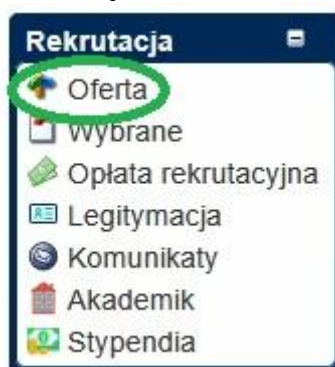 Rekrutacja
Oferta
Wybrane
Opłata rekrutacyjna
Legitymacja
Komunikaty
Akademik
Stypendia